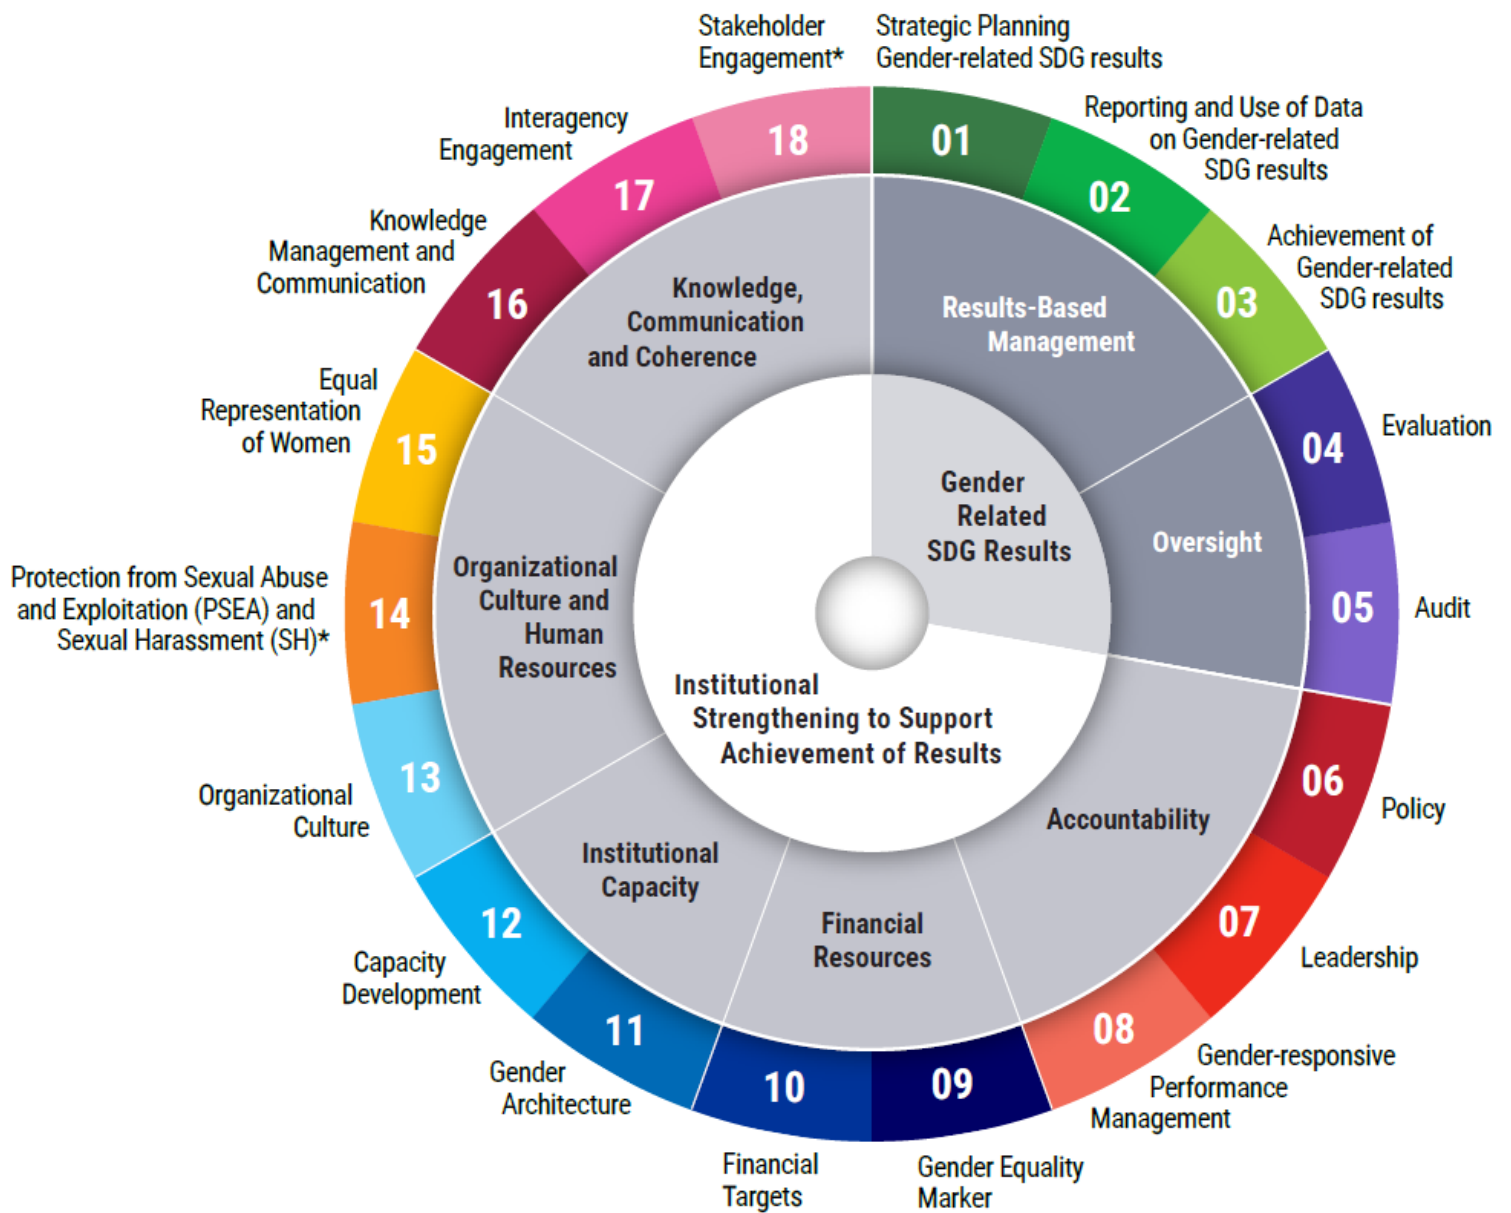 Strategic Planning
Gender-related SDG results
01
Reporting and Use of Data
on Gender-related
SDG results
02
Achievement of
Gender-related
SDG results
03
Evaluation
04
Audit
05
Policy
06
Leadership
07
Gender-responsive
Performance
Management
08
Gender Equality
Marker
09
Financial
Targets
10
Gender
Architecture
11
Capacity
Development
12
Organizational
Culture
13
Protection from Sexual Abuse
and Exploitation (PSEA) and
Sexual Harassment (SH)*
14
Equal
Representation
of Women
15
Knowledge
Management and
Communication
16
Interagency
Engagement
17
Stakeholder
Engagement*
18
Results-Based
Management
Oversight
Accountability
Financial
Resources
Institutional
Capacity
Organizational
Culture and
Human
Resources
Knowledge,
Communication
and Coherence
Gender
Related
SDG Results
Institutional
Strengthening to Support
Achievement of Results